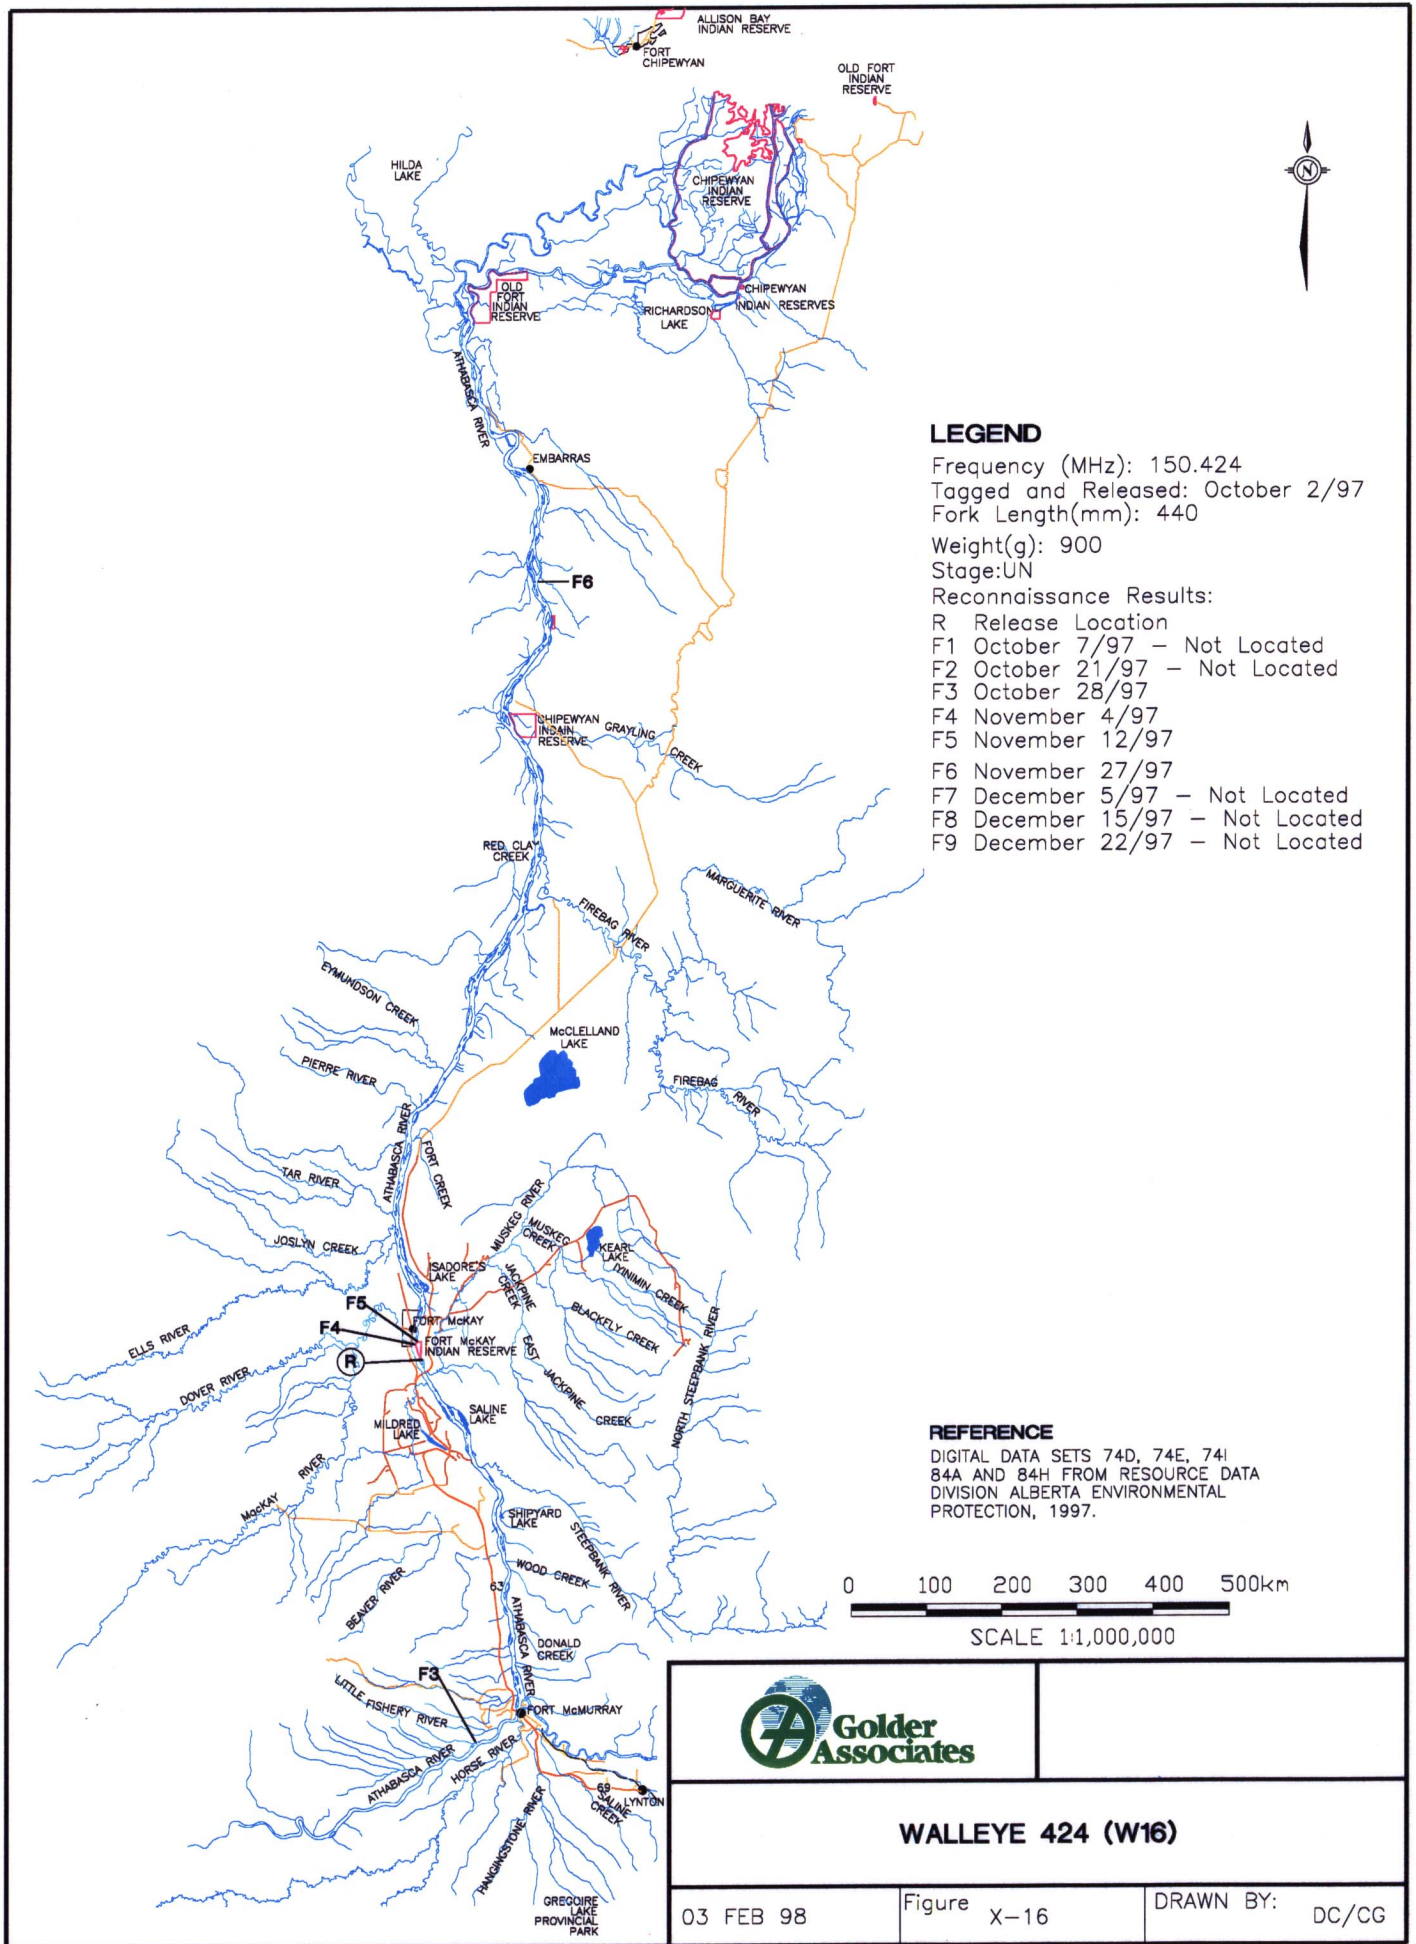 ALLISON BAY
INDIAN RESERVE
FORT
CHIPEWYAN
OLD FORT
INDIAN
RESERVE
N
HILDA
LAKE
CHIPEWYAN
INDIAN
RESERVE
OLD
FORT
INDIAN
RESERVE
CHIPEWYAN
INDIAN RESERVES
RICHARDSON
LAKE
ATHABASCA RIVER
EMBARRAS
F6
CHIPEWYAN
INDAIN
RESERVE
GRAYLING
CREEK
RED CLAY
CREEK
MARGUERITE RIVER
FIREBAG RIVER
EYMUNDSON CREEK
McCLELLAND
LAKE
PIERRE RIVER
FIREBAG
RIVER
ATHABASCA RIVER
FORT CREEK
TAR RIVER
MUSKEG RIVER
MUSKEG
CREEK
JOSLYN CREEK
KEARL
LAKE
ISADORE'S
LAKE
JACKPINE
CREEK
IYINIMIN CREEK
F5
BLACKFLY CREEK
FORT McKAY
F4
FORT McKAY
INDIAN RESERVE
ELLS RIVER
R
EAST
JACKPINE
CREEK
DOVER RIVER
NORTH STEEPBANK RIVER
SALINE
LAKE
MILDRED
LAKE
MacKAY
RIVER
SHIPYARD
LAKE
STEEPBANK RIVER
WOOD CREEK
63
BEAVER RIVER
ATHABASCA RIVER
DONALD
CREEK
F3
LITTLE FISHERY RIVER
FORT McMURRAY
ATHABASCA RIVER
HORSE RIVER
69
SALINE
CREEK
LYNTON
HANGINGSTONE RIVER
GREGOIRE
LAKE
PROVINCIAL
PARK
LEGEND
Frequency (MHz): 150.424
Tagged and Released: October 2/97
Fork Length(mm): 440
Weight(g): 900
Stage:UN
Reconnaissance Results:
R Release Location
F1 October 7/97 – Not Located
F2 October 21/97 – Not Located
F3 October 28/97
F4 November 4/97
F5 November 12/97
F6 November 27/97
F7 December 5/97 – Not Located
F8 December 15/97 – Not Located
F9 December 22/97 – Not Located
REFERENCE
DIGITAL DATA SETS 74D, 74E, 74I
84A AND 84H FROM RESOURCE DATA
DIVISION ALBERTA ENVIRONMENTAL
PROTECTION, 1997.
0 100 200 300 400 500km
SCALE 1:1,000,000
Golder
Associates
WALLEYE 424 (W16)
03 FEB 98
Figure X–16
DRAWN BY: DC/CG